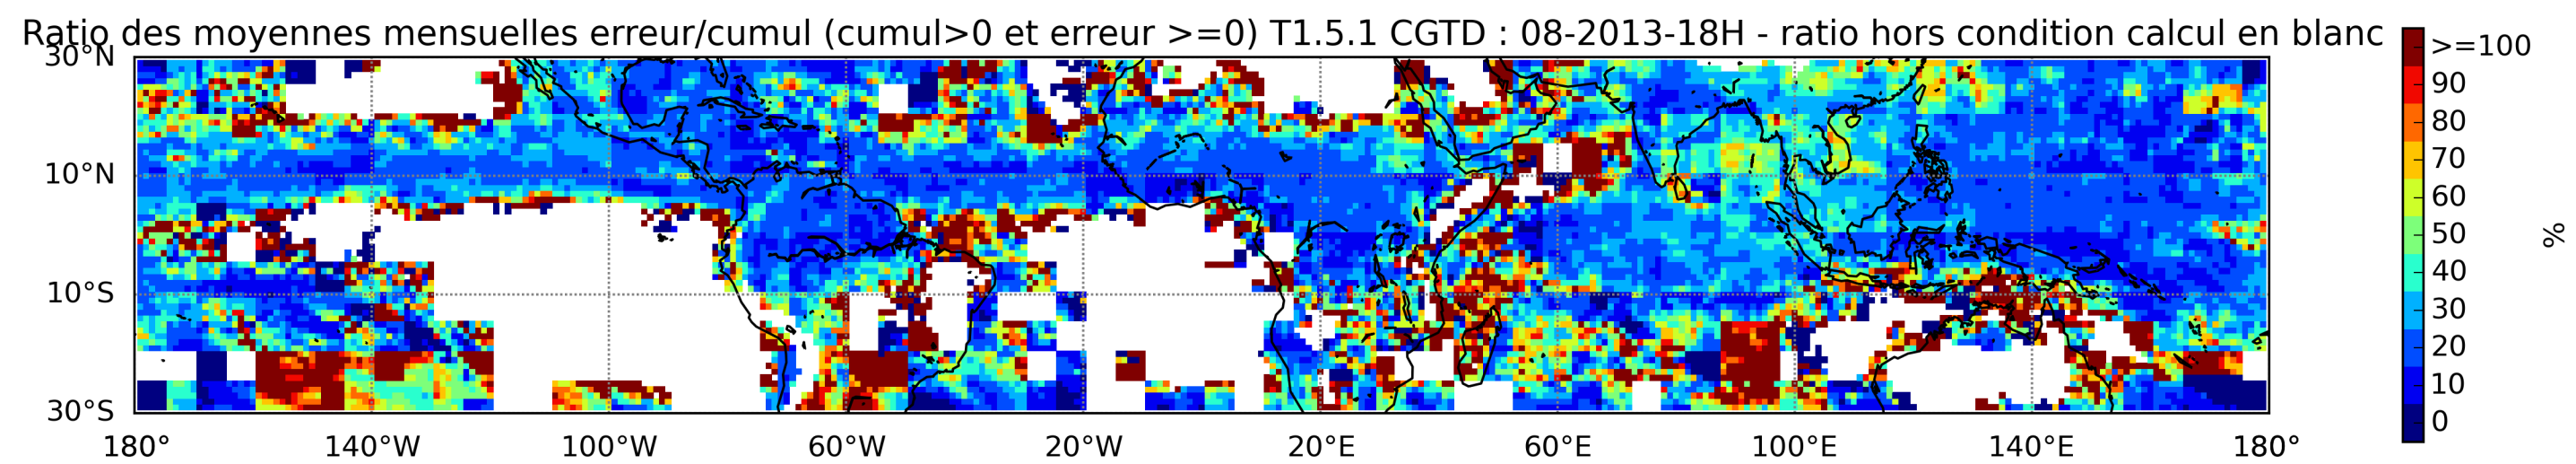 Ratio des moyennes mensuelles erreur/cumul (cumul>0 et erreur >=0) T1.5.1 CGTD : 08-2013-18H - ratio hors condition calcul en blanc
30°N
10°N
10°S
30°S
180° 140°W 100°W 60°W 20°W 20°E 60°E 100°E 140°E 180°
>=100
90
80
70
60
50
40
30
20
10
0
%